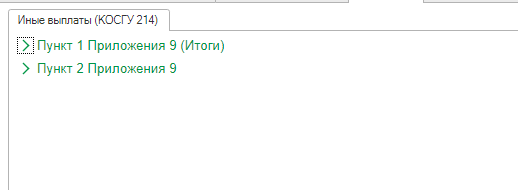 Иные выплаты (КОСГУ 214)
Пункт 1 Приложения 9 (Итоги)
Пункт 2 Приложения 9